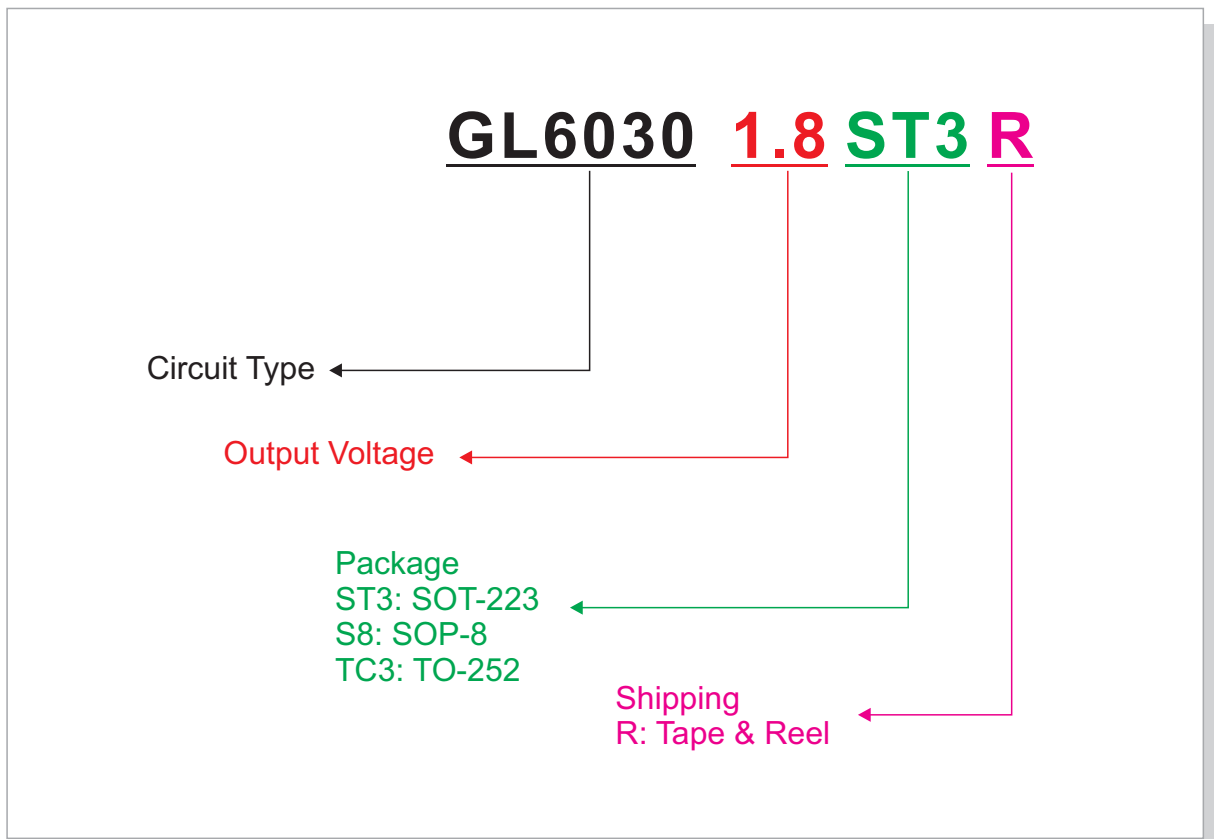 GL6030 1.8 ST3 R
Circuit Type
Output Voltage
Package
ST3: SOT-223
S8: SOP-8
TC3: TO-252
Shipping
R: Tape & Reel